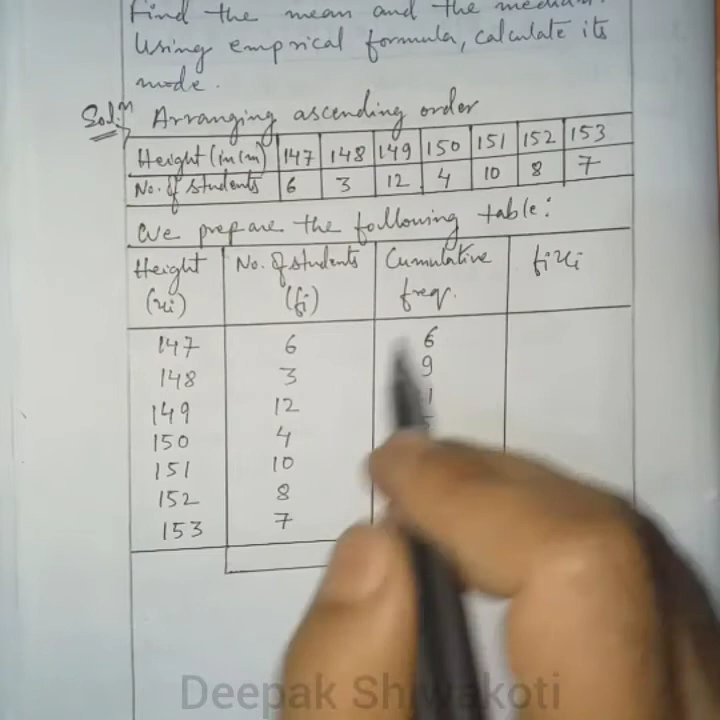 Find the mean and the median.
Using emprical formula, calculate its
mode.
Sol:n Arranging ascending order
Height (in cm) 147 148 149 150 151 152 153
No. of students 6 3 12 4 10 8 7
We prepare the following table:
Height (xi) No. of students (fi) Cumulative freq. fixi
147 6 6
148 3 9
149 12
150 4
151 10
152 8
153 7
Deepak Shiwakoti